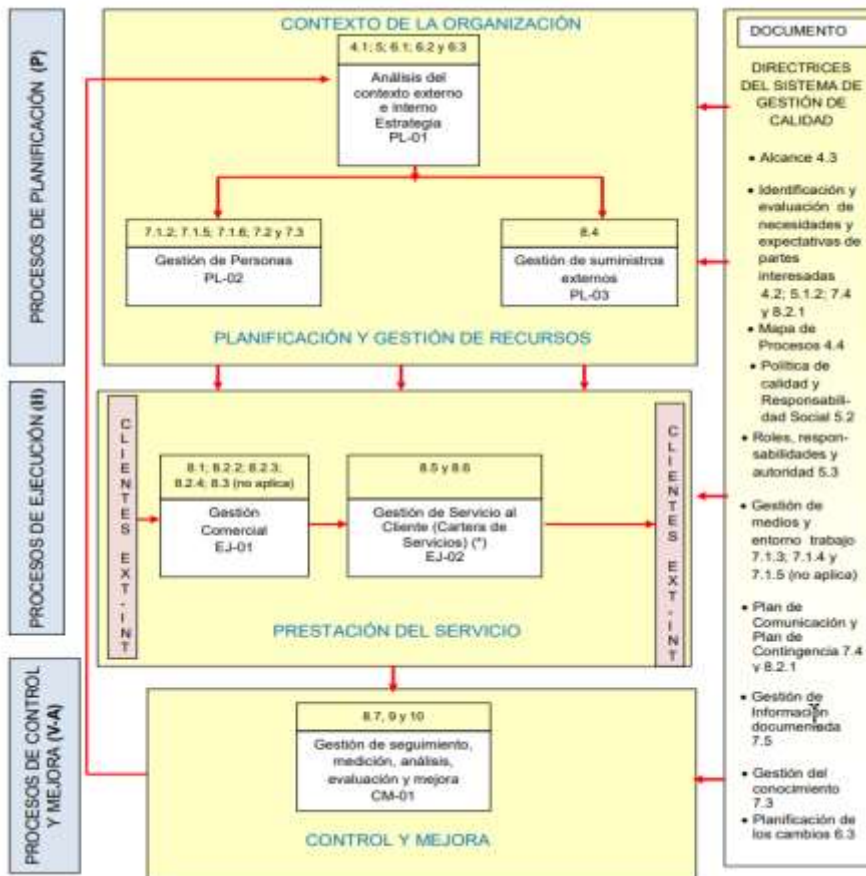 PROCESOS DE PLANIFICACIÓN (P)
CONTEXTO DE LA ORGANIZACIÓN
4.1; 5; 6.1; 6.2 y 6.3
Análisis del
contexto externo
e Interno
Estrategia
PL-01
7.1.2; 7.1.5; 7.1.6; 7.2 y 7.3
Gestión de Personas
PL-02
8.4
Gestión de suministros
externos
PL-03
PLANIFICACIÓN Y GESTIÓN DE RECURSOS
PROCESOS DE EJECUCIÓN (H)
CLIENTES EXT-INT
8.1; 8.2.2; 8.2.3;
8.2.4; 8.3 (no aplica)
Gestión
Comercial
EJ-01
8.5 y 8.6
Gestión de Servicio al
Cliente (Cartera de
Servicios) (*)
EJ-02
CLIENTES EXT-INT
PRESTACIÓN DEL SERVICIO
PROCESOS DE CONTROL
Y MEJORA (V-A)
8.7, 9 y 10
Gestión de seguimiento,
medición, análisis,
evaluación y mejora
CM-01
CONTROL Y MEJORA
DOCUMENTO
DIRECTRICES
DEL SISTEMA DE
GESTIÓN DE
CALIDAD
• Alcance 4.3
• Identificación y
evaluación de
necesidades y
expectativas de
partes
interesadas
4.2; 5.1.2; 7.4
y 8.2.1
• Mapa de
Procesos 4.4
• Política de
calidad y
Responsabili-
dad Social 5.2
• Roles, respon-
sabilidades y
autoridad 5.3
• Gestión de
medios y
entorno trabajo
7.1.3; 7.1.4 y
7.1.5 (no aplica)
• Plan de
Comunicación y
Plan de
Contingencia 7.4
y 8.2.1
• Gestión de
Información
documentada
7.5
• Gestión del
conocimiento
7.3
• Planificación de
los cambios 6.3